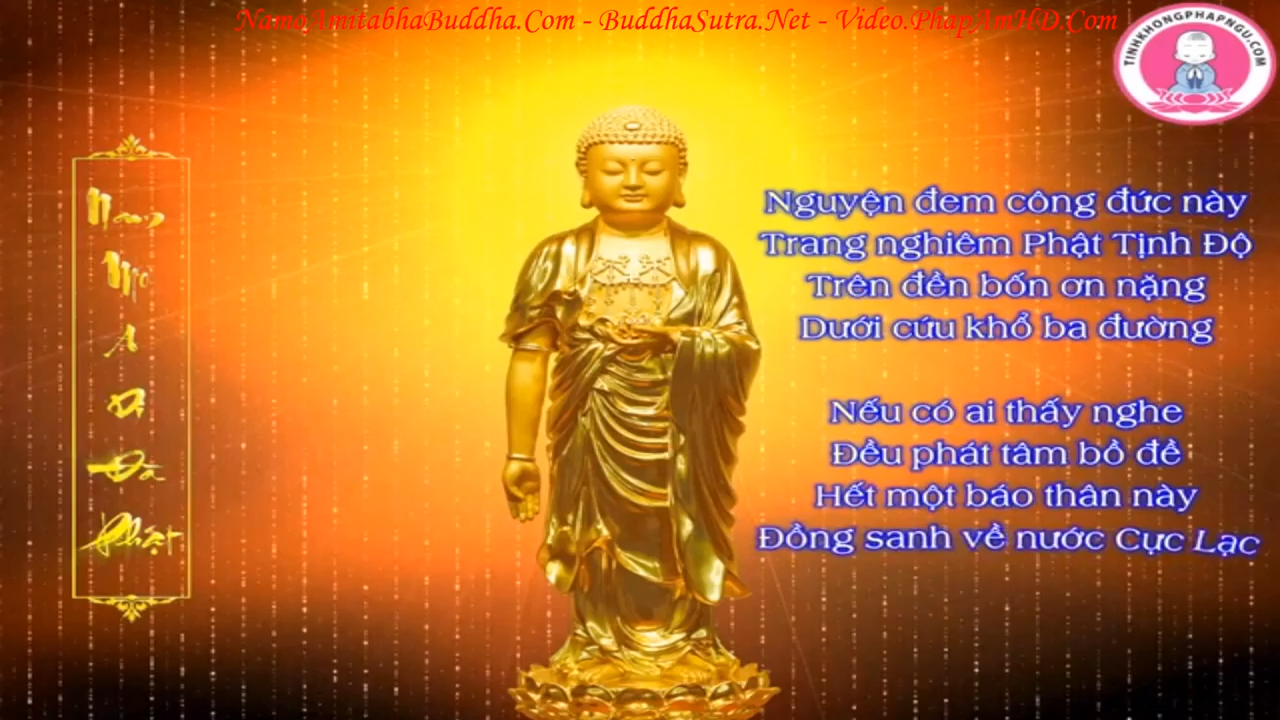 NamoAmitabhaBuddha.Com - BuddhaSutra.Net - Video.PhapAmHD.Com
TINHKHONGPHAPNGU.COM
Nam
Mô
A
Di
Đà
Phật
Nguyện đem công đức này
Trang nghiêm Phật Tịnh Độ
Trên đền bốn ơn nặng
Dưới cứu khổ ba đường
Nếu có ai thấy nghe
Đều phát tâm bồ đề
Hết một báo thân này
Đồng sanh về nước Cực Lạc